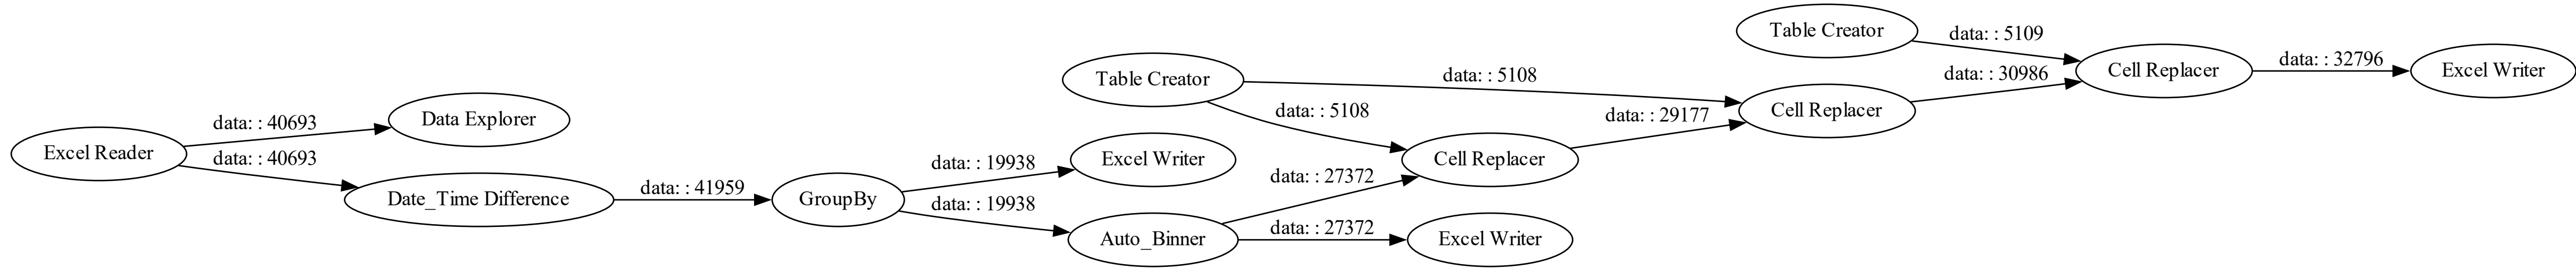 Table Creator
data: : 5109
Cell Replacer
data: : 32796
Excel Writer
Table Creator
data: : 5108
data: : 30986
Cell Replacer
data: : 5108
data: : 29177
Data Explorer
data: : 40693
Excel Reader
data: : 40693
Date_Time Difference
data: : 41959
GroupBy
data: : 19938
Excel Writer
data: : 19938
Auto_Binner
data: : 27372
Cell Replacer
data: : 27372
Excel Writer